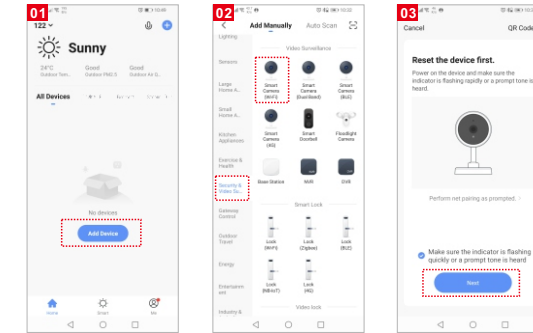 01
10:49
122
Sunny
24°C
Good
Good
Outdoor Tem...
Outdoor PM2.5
Outdoor Air Q...
All Devices
No devices
Add Device
Home
Smart
Me
02
10:50
Add Manually
Auto Scan
Lighting
Sensors
Large
Home A..
Small
Home A..
Kitchen
Appliances
Exercise &
Health
Security &
Video Su..
Gateway
Control
Outdoor
Travel
Energy
Entertainm
ent
Industry &
Video Surveillance
Smart
Camera
(Wi-Fi)
Smart
Camera
(Dual Band)
Smart
Camera
(BLE)
Smart
Camera
(4G)
Smart
Doorbell
Floodlight
Camera
Base Station
NVR
DVR
Smart Lock
Lock
(Wi-Fi)
Lock
(Zigbee)
Lock
(BLE)
Lock
(NB-IoT)
Lock
(4G)
Video lock
03
Cancel
QR Code
Reset the device first.
Power on the device and make sure the
indicator is flashing rapidly or a prompt tone is
heard.
Perform net pairing as prompted. >
Make sure the indicator is flashing
quickly or a prompt tone is heard
Next